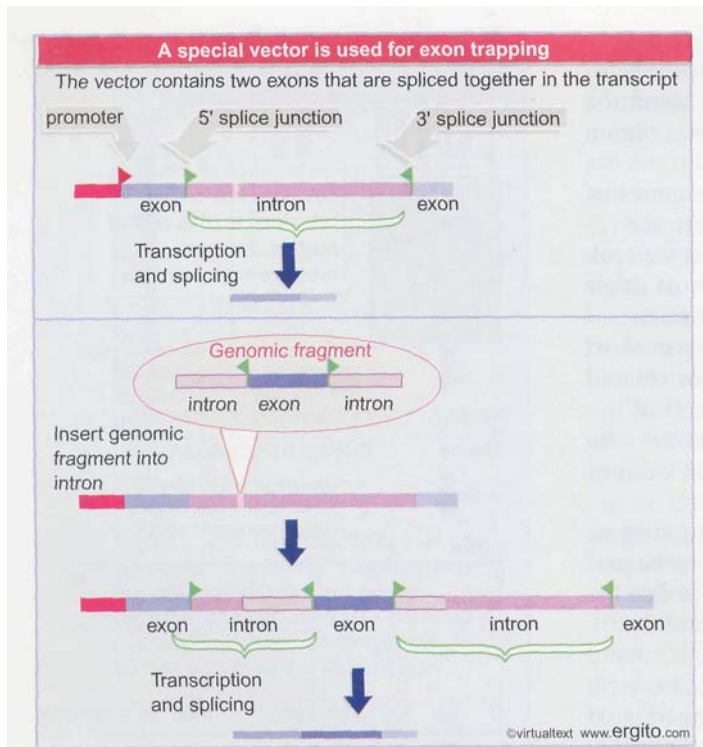 A special vector is used for exon trapping
The vector contains two exons that are spliced together in the transcript
promoter 5' splice junction 3' splice junction
exon intron exon
Transcription
and splicing
Genomic fragment
intron exon intron
Insert genomic
fragment into
intron
exon intron exon intron exon
Transcription
and splicing
©virtualtext www.ergito.com